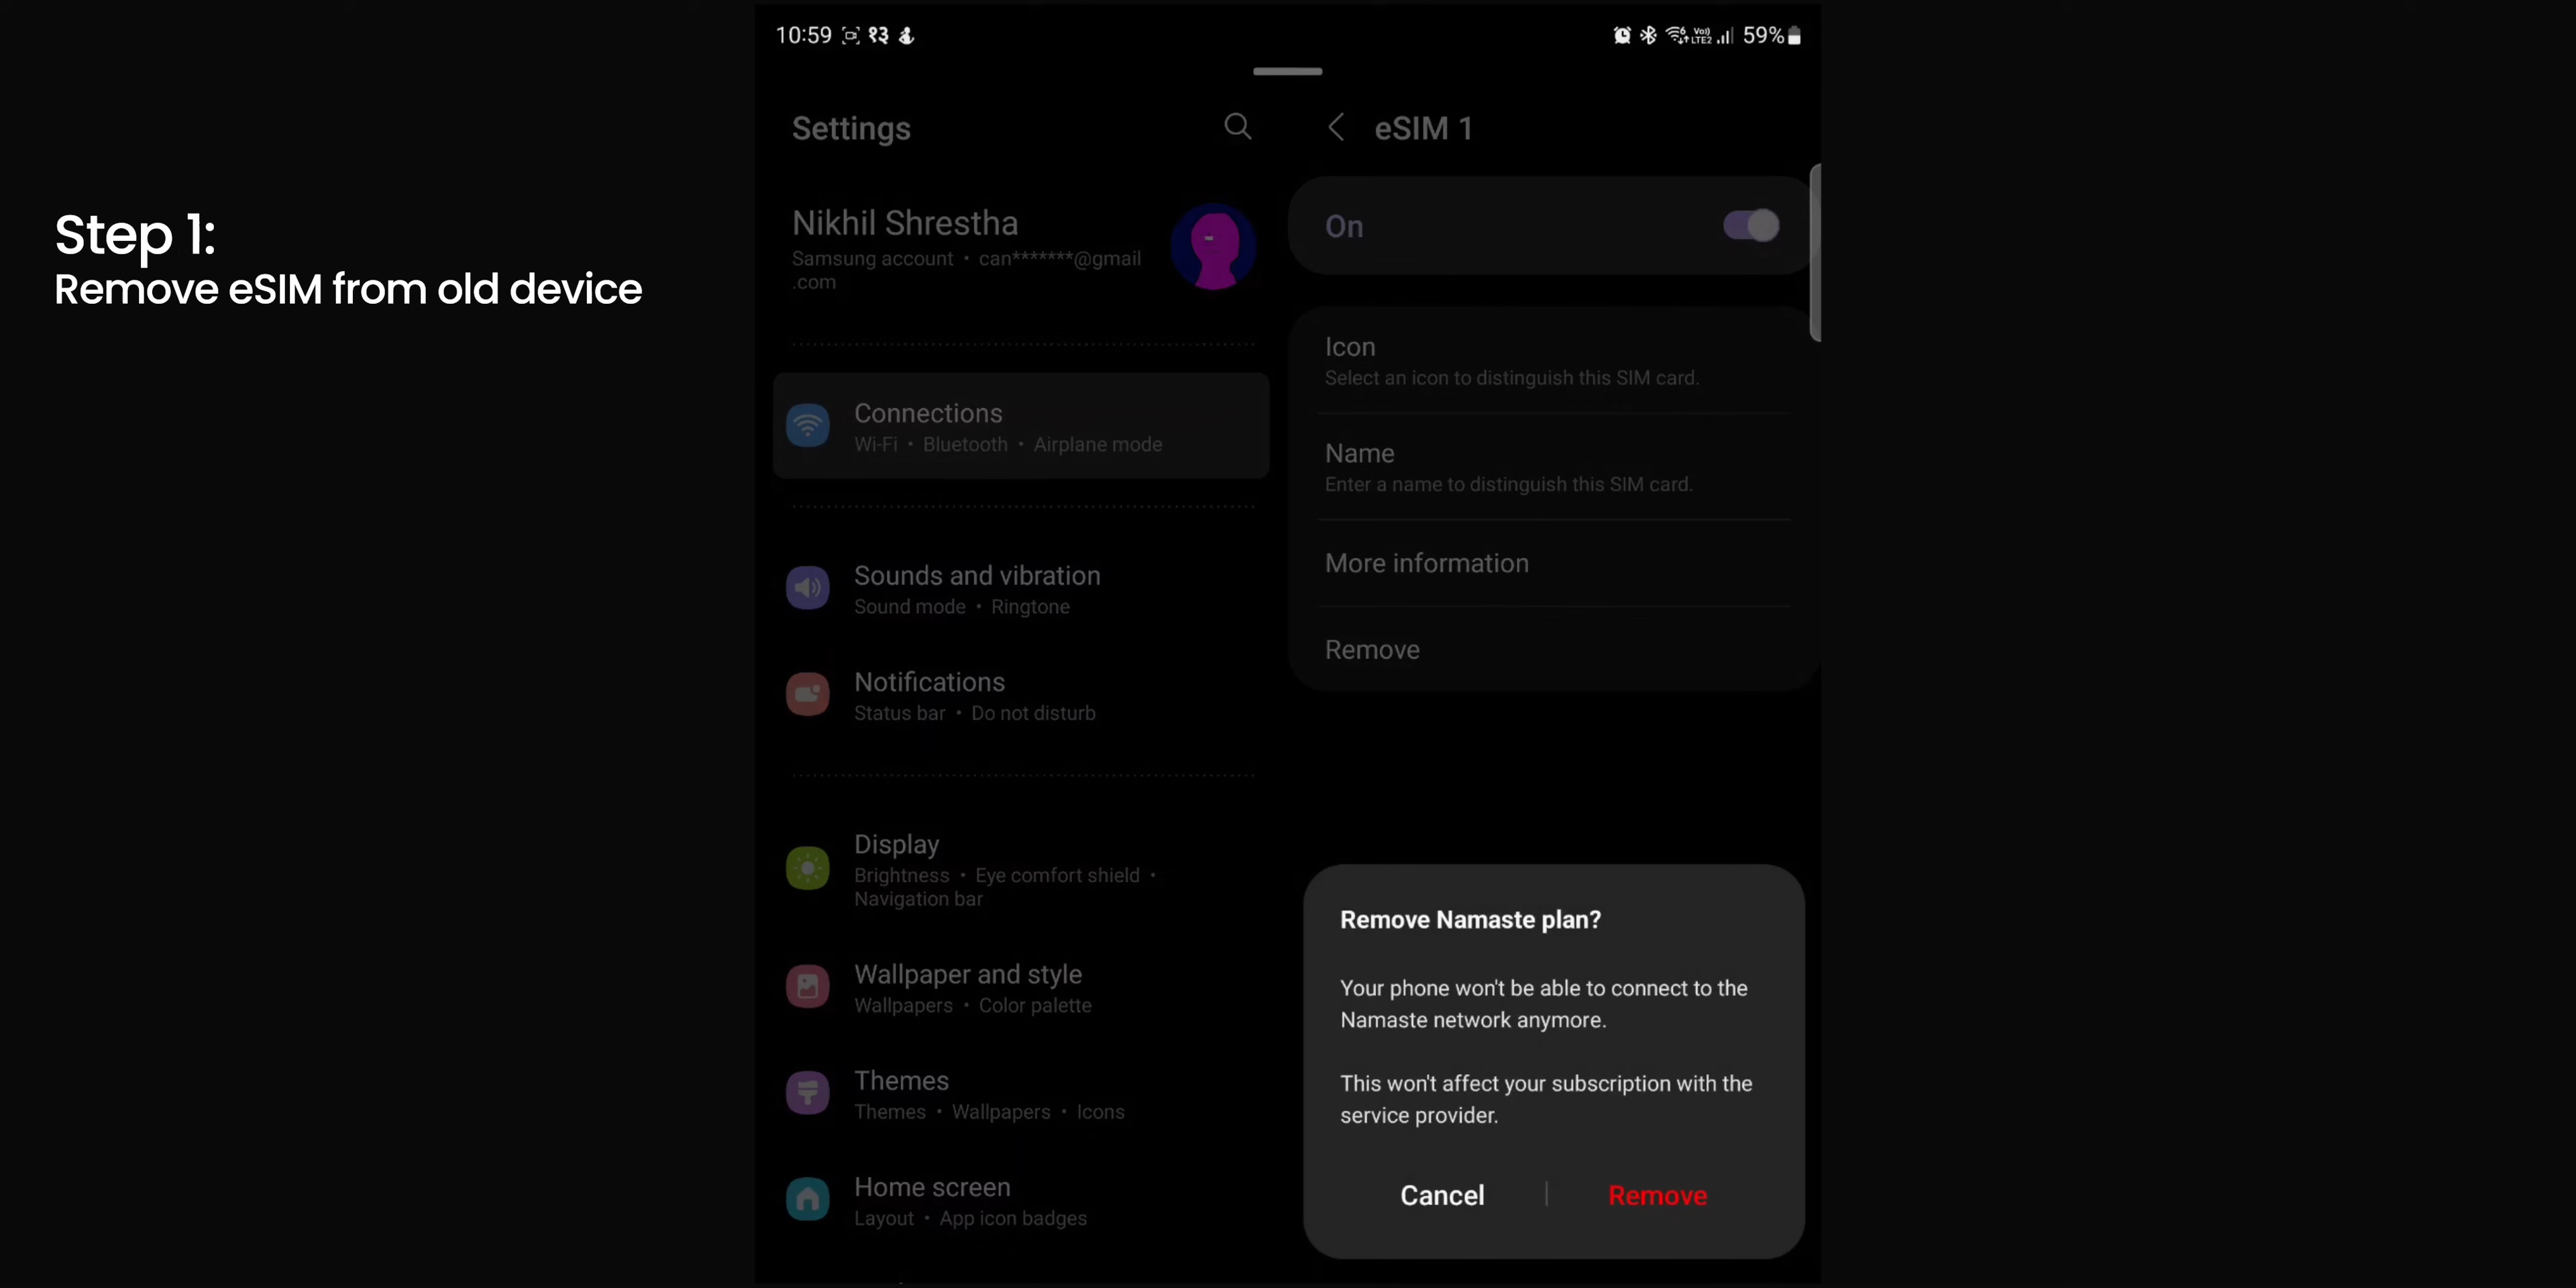 10:59 १३
Vo)) LTE2 59%
Step 1:
Remove eSIM from old device
Settings
Nikhil Shrestha
Samsung account • can*******@gmail
.com
Connections
Wi-Fi • Bluetooth • Airplane mode
Sounds and vibration
Sound mode • Ringtone
Notifications
Status bar • Do not disturb
Display
Brightness • Eye comfort shield •
Navigation bar
Wallpaper and style
Wallpapers • Color palette
Themes
Themes • Wallpapers • Icons
Home screen
Layout • App icon badges
eSIM 1
On
Icon
Select an icon to distinguish this SIM card.
Name
Enter a name to distinguish this SIM card.
More information
Remove
Remove Namaste plan?
Your phone won't be able to connect to the
Namaste network anymore.
This won't affect your subscription with the
service provider.
Cancel
Remove